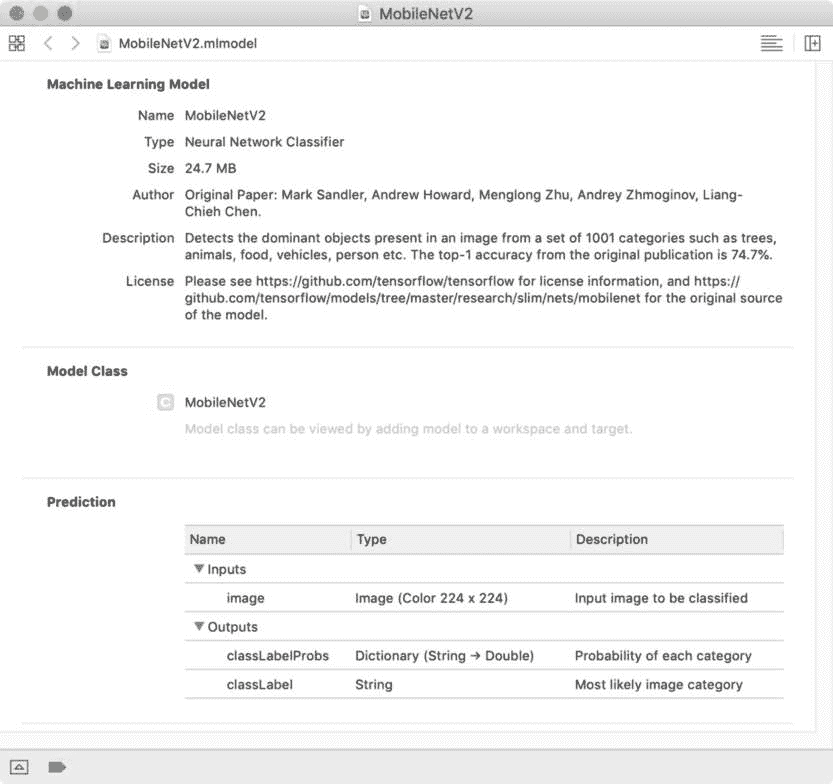 MobileNetV2
MobileNetV2.mlmodel
Machine Learning Model
Name MobileNetV2
Type Neural Network Classifier
Size 24.7 MB
Author Original Paper: Mark Sandler, Andrew Howard, Menglong Zhu, Andrey Zhmoginov, Liang-
Chieh Chen.
Description Detects the dominant objects present in an image from a set of 1001 categories such as trees,
animals, food, vehicles, person etc. The top-1 accuracy from the original publication is 74.7%.
License Please see https://github.com/tensorflow/tensorflow for license information, and https://
github.com/tensorflow/models/tree/master/research/slim/nets/mobilenet for the original source
of the model.
Model Class
C MobileNetV2
Model class can be viewed by adding model to a workspace and target.
Prediction
Name Type Description
Inputs
image Image (Color 224 x 224) Input image to be classified
Outputs
classLabelProbs Dictionary (String → Double) Probability of each category
classLabel String Most likely image category